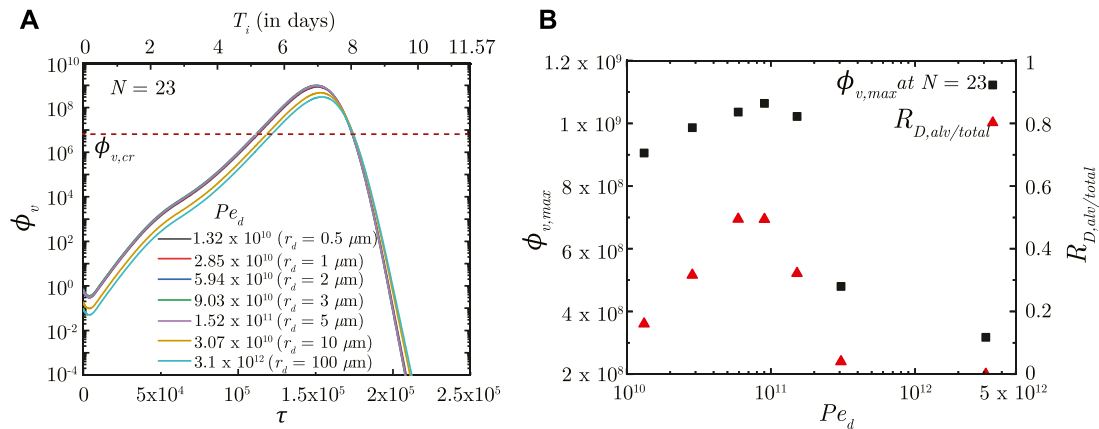 A
T_i (in days)
0 2 4 6 8 10 11.57
N = 23
ϕ_v,cr
ϕ_v
10^10
10^8
10^6
10^4
10^2
10^0
10^-2
10^-4
Pe_d
1.32 x 10^10 (r_d = 0.5 μm)
2.85 x 10^10 (r_d = 1 μm)
5.94 x 10^10 (r_d = 2 μm)
9.03 x 10^10 (r_d = 3 μm)
1.52 x 10^11 (r_d = 5 μm)
3.07 x 10^10 (r_d = 10 μm)
3.1 x 10^12 (r_d = 100 μm)
0 5x10^4 10^5 1.5x10^5 2x10^5 2.5x10^5
τ
B
ϕ_v,max at N = 23
R_D,alv/total
ϕ_v,max
1.2 x 10^9
1 x 10^9
8 x 10^8
6 x 10^8
4 x 10^8
2 x 10^8
1
0.8
0.6
0.4
0.2
0
R_D,alv/total
10^10 10^11 10^12 5 x 10^12
Pe_d